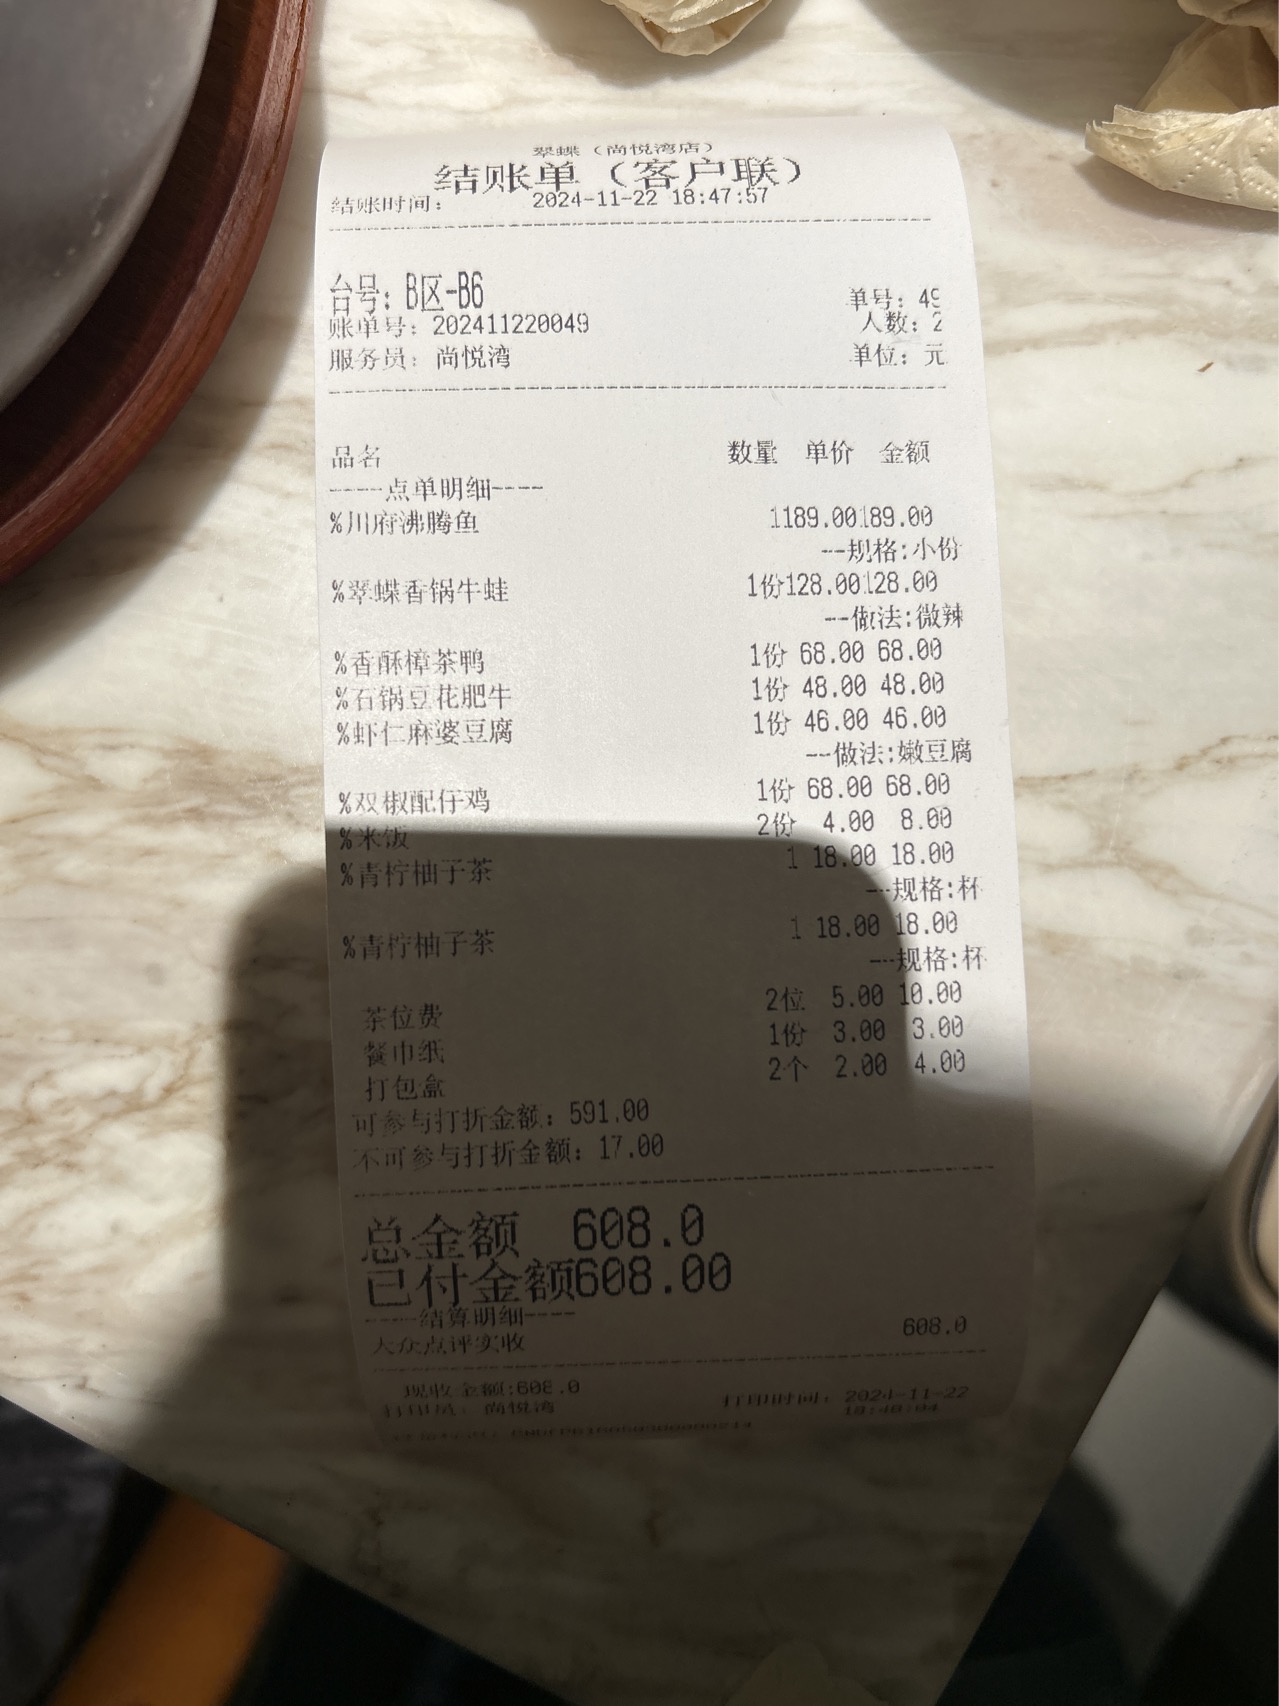 翠蝶（尚悦湾店）
结账单（客户联）
结账时间： 2024-11-22 18:47:57
台号：B区-B6
单号：49
账单号：202411220049
人数：2
服务员：尚悦湾 单位：元
品名 数量 单价 金额
----点单明细----
%川府沸腾鱼 1189.00189.00
--规格:小份
%翠蝶香锅牛蛙 1份128.00128.00
--做法:微辣
%香酥樟茶鸭 1份 68.00 68.00
%石锅豆花肥牛 1份 48.00 48.00
%虾仁麻婆豆腐 1份 46.00 46.00
--做法:嫩豆腐
%双椒配仔鸡 1份 68.00 68.00
%米饭 2份 4.00 8.00
%青柠柚子茶 1 18.00 18.00
--规格:杯
%青柠柚子茶 1 18.00 18.00
--规格:杯
茶位费 2位 5.00 10.00
餐巾纸 1份 3.00 3.00
打包盒 2个 2.00 4.00
可参与打折金额：591.00
不可参与打折金额：17.00
总金额 608.0
已付金额608.00
----结算明细----
大众点评实收 608.0
现收金额:608.0
打印员：尚悦湾 打印时间：2024-11-22
18:48:04